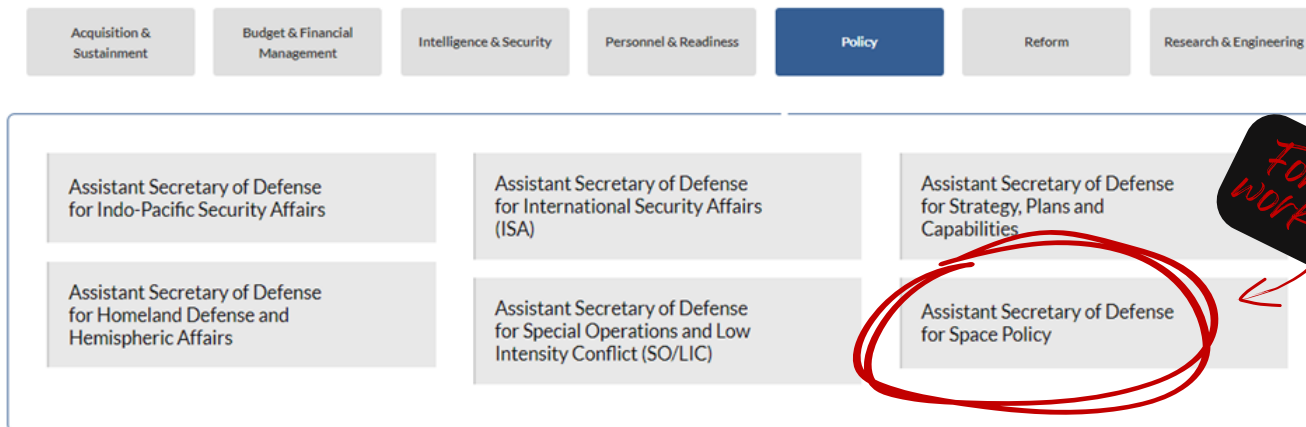 Acquisition &
Sustainment
Budget & Financial
Management
Intelligence & Security
Personnel & Readiness
Policy
Reform
Research & Engineering
Assistant Secretary of Defense
for Indo-Pacific Security Affairs
Assistant Secretary of Defense
for International Security Affairs
(ISA)
Assistant Secretary of Defense
for Strategy, Plans and
Capabilities
Assistant Secretary of Defense
for Homeland Defense and
Hemispheric Affairs
Assistant Secretary of Defense
for Special Operations and Low
Intensity Conflict (SO/LIC)
Assistant Secretary of Defense
for Space Policy